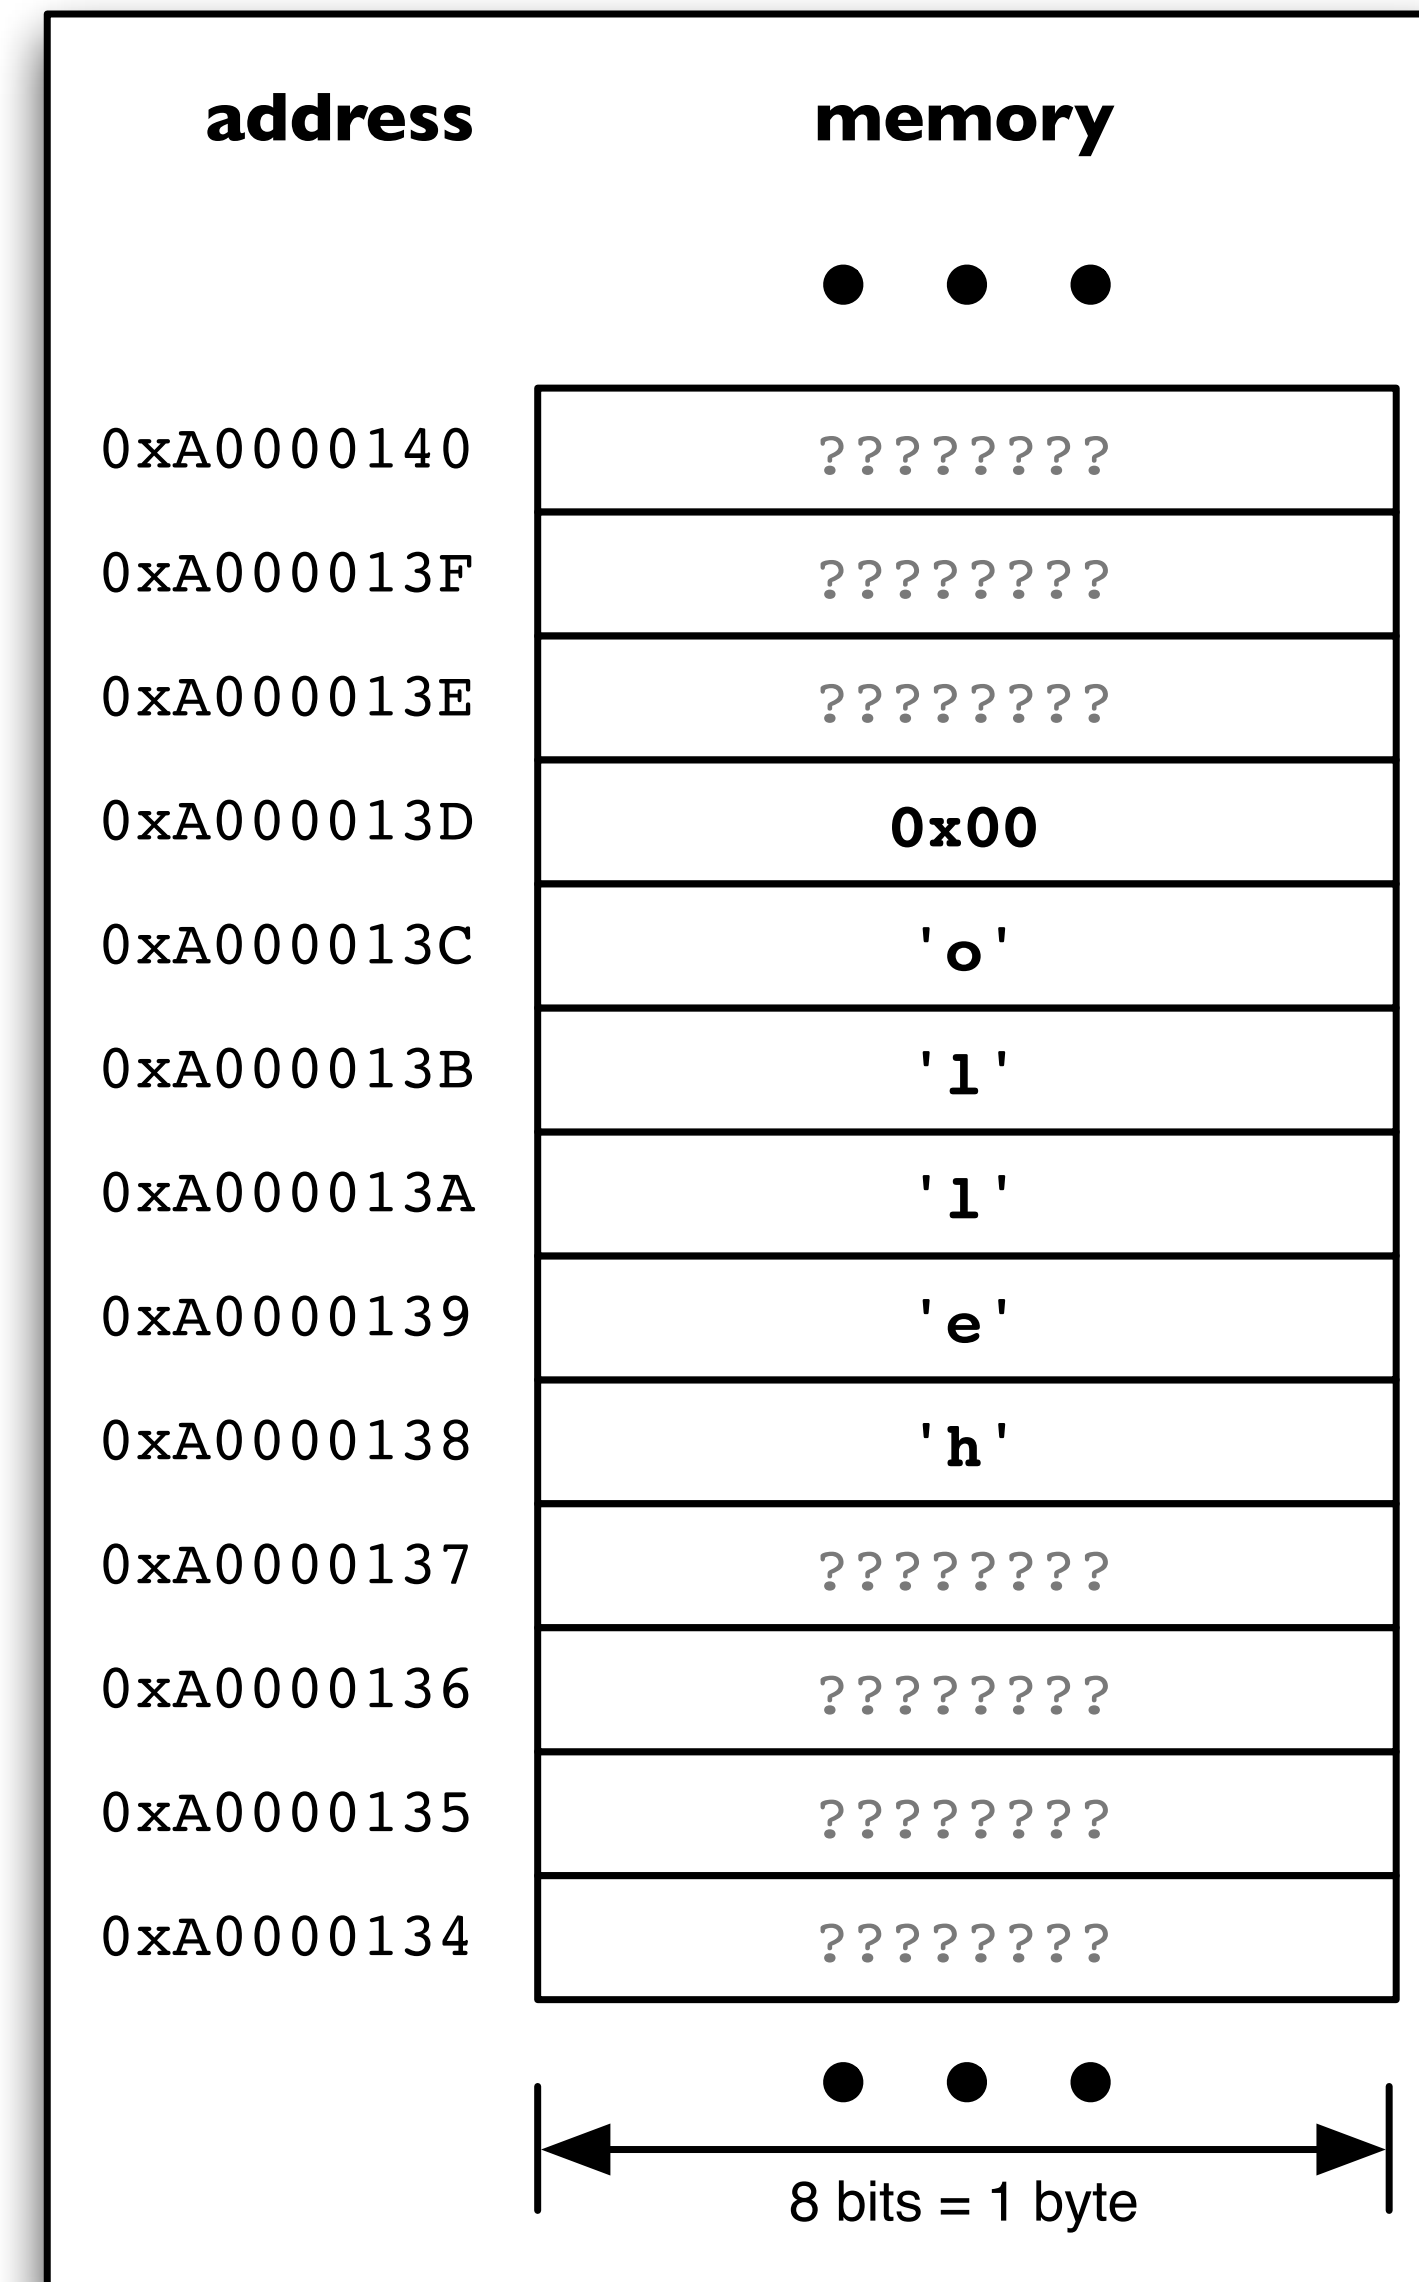 address memory
• • •
0xA0000140 ????????
0xA000013F ????????
0xA000013E ????????
0xA000013D 0x00
0xA000013C 'o'
0xA000013B 'l'
0xA000013A 'l'
0xA0000139 'e'
0xA0000138 'h'
0xA0000137 ????????
0xA0000136 ????????
0xA0000135 ????????
0xA0000134 ????????
• • •
8 bits = 1 byte